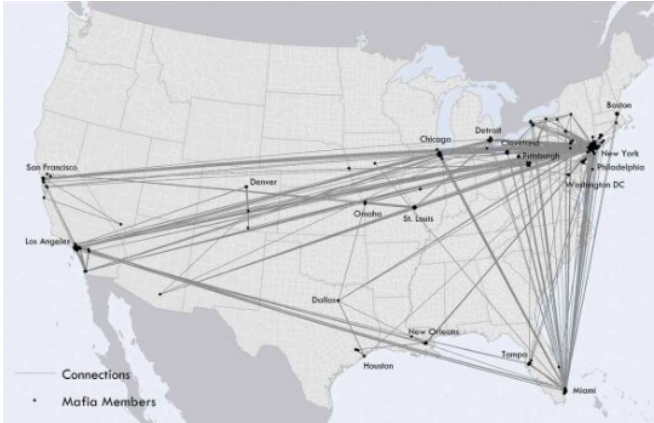 Boston
Detroit
Chicago
Cleveland
New York
Pittsburgh
Philadelphia
San Francisco
Washington DC
Denver
Omaha
St. Louis
Los Angeles
Dallas
New Orleans
Tampa
Houston
Miami
Connections
Mafia Members